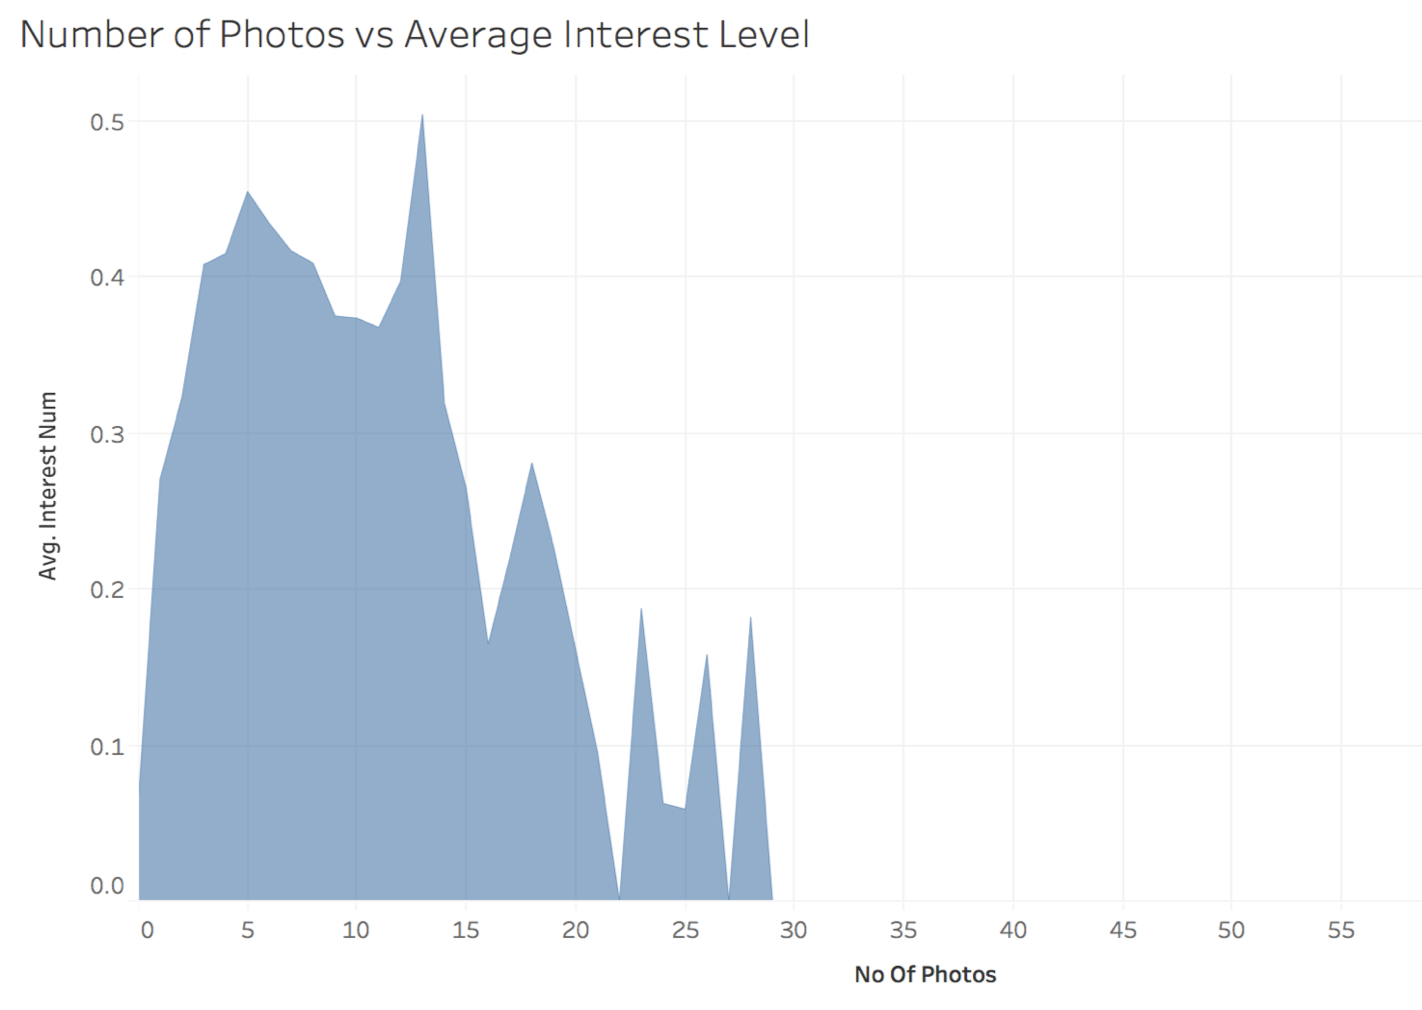 Number of Photos vs Average Interest Level
0.5
0.4
0.3
0.2
0.1
0.0
Avg. Interest Num
0 5 10 15 20 25 30 35 40 45 50 55
No Of Photos